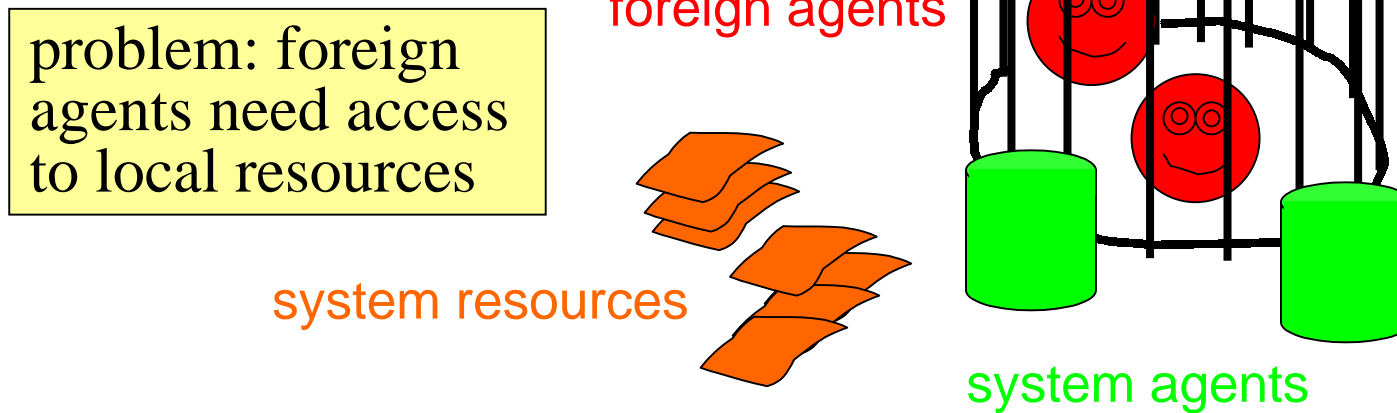 foreign agents
problem: foreign
agents need access
to local resources
system resources
system agents